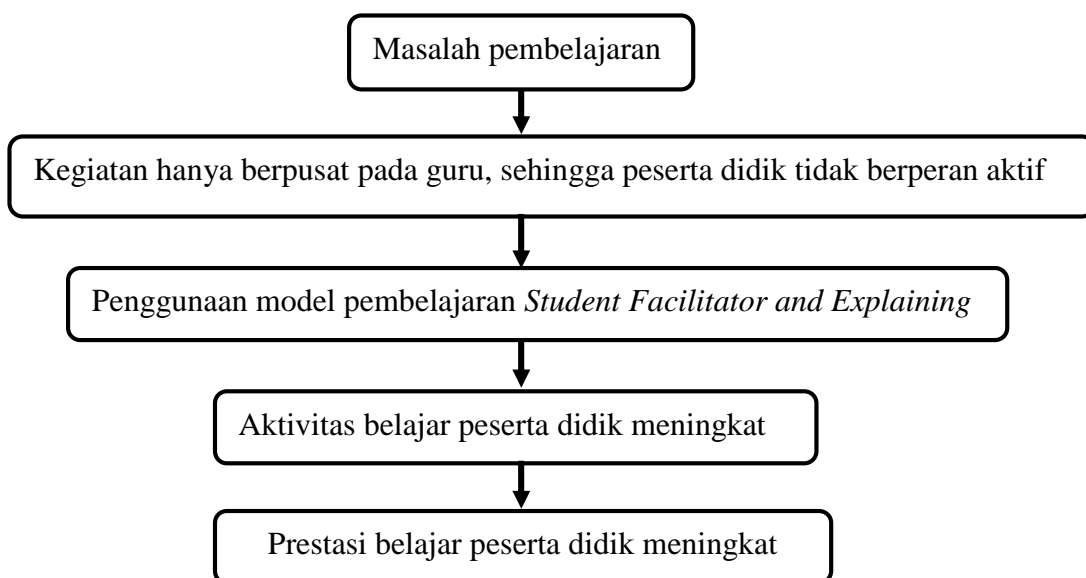 Masalah pembelajaran
Kegiatan hanya berpusat pada guru, sehingga peserta didik tidak berperan aktif
Penggunaan model pembelajaran Student Facilitator and Explaining
Aktivitas belajar peserta didik meningkat
Prestasi belajar peserta didik meningkat